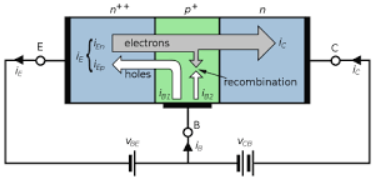 n++ p+ n
E iEn electrons iC C
iE { iEp holes recombination
iE iB1 iB2 iC
B
vBE iB vCB